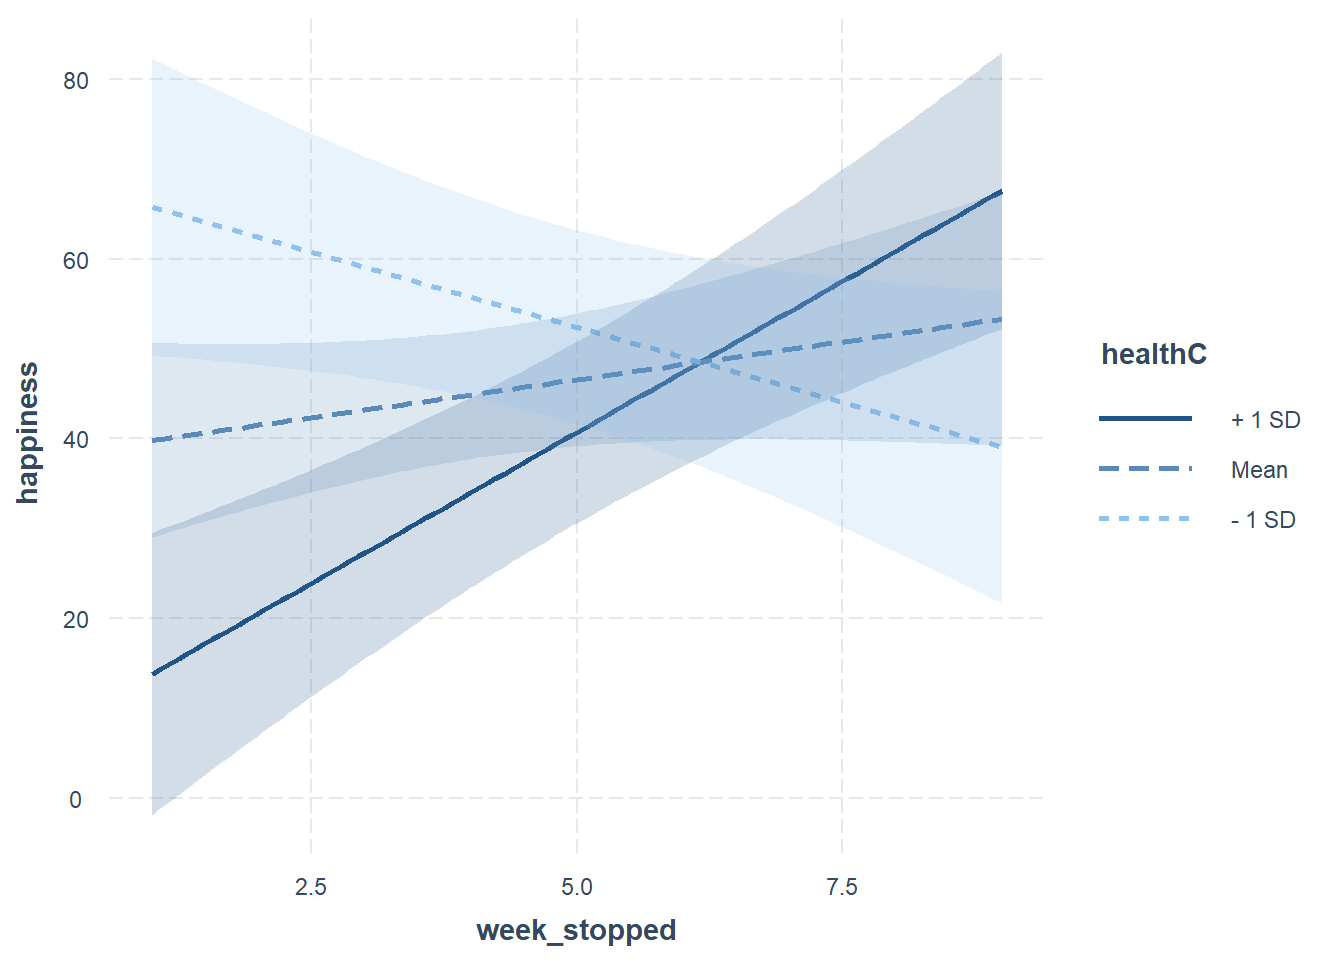 happiness
80
60
40
20
0
2.5 5.0 7.5
week_stopped
healthC
+ 1 SD
Mean
- 1 SD